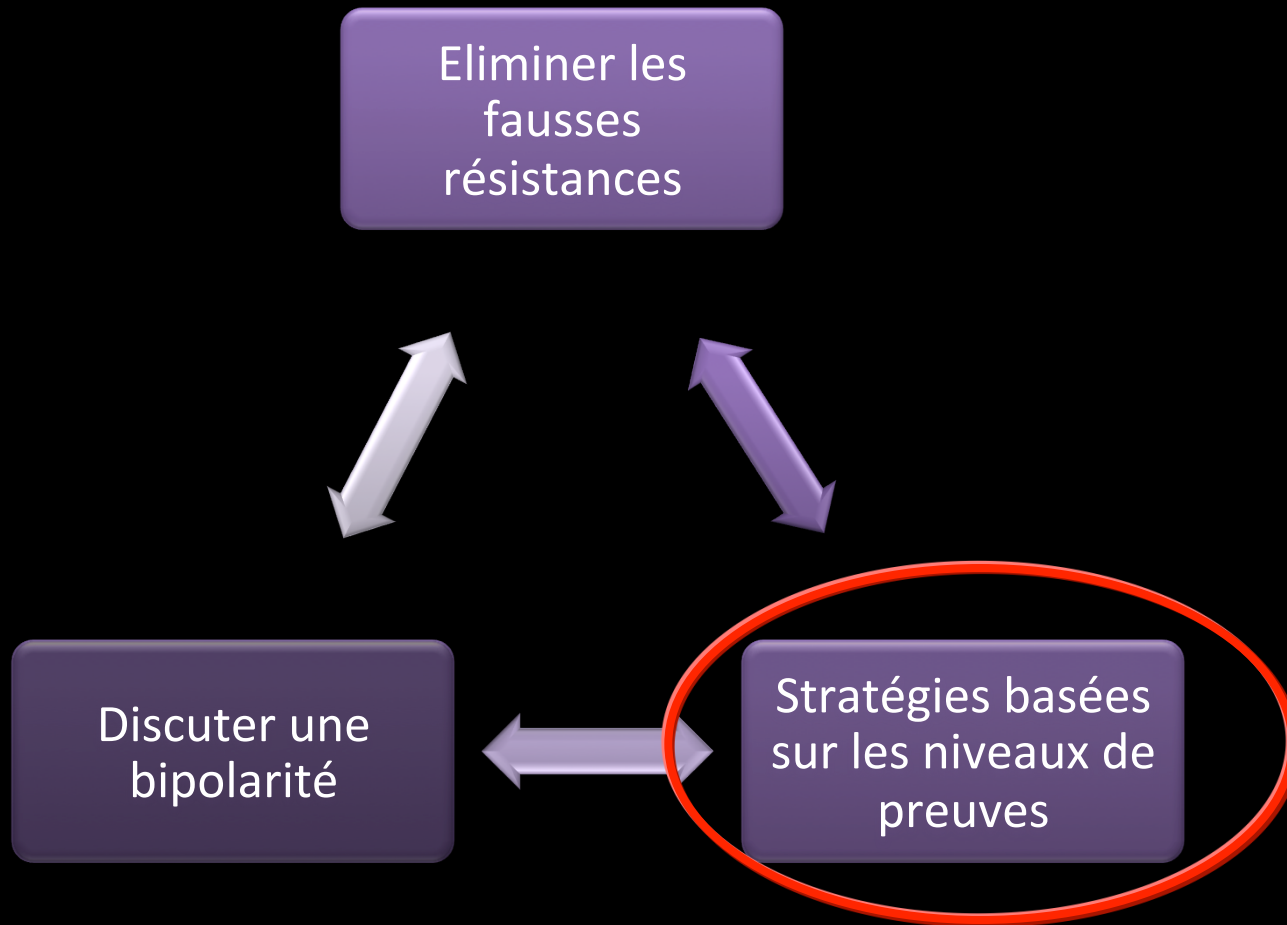 Eliminer les
fausses
résistances
Discuter une
bipolarité
Stratégies basées
sur les niveaux de
preuves